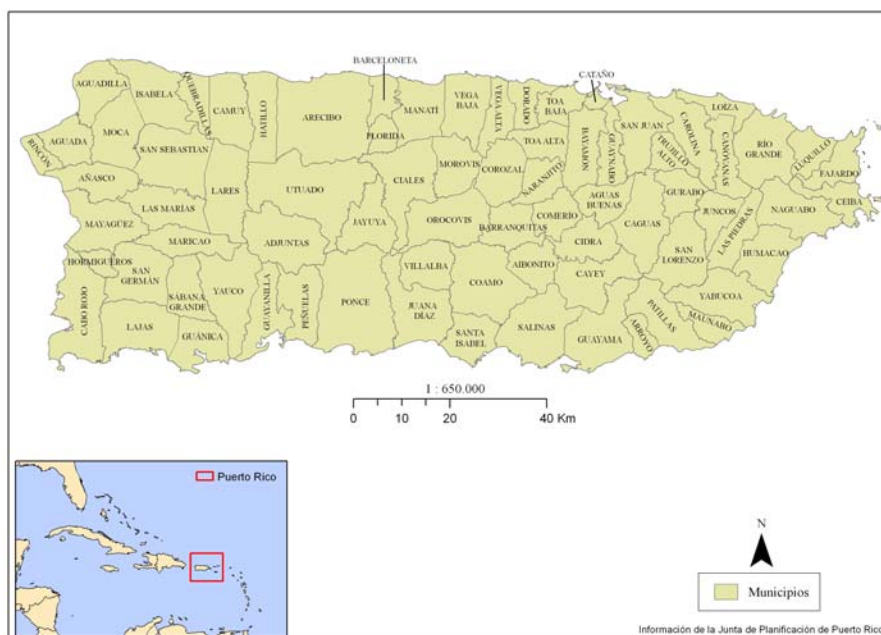 BARCELONETA
CATAÑO
AGUADILLA
ISABELA
QUEBRADILLAS
CAMUY
HATILLO
ARECIBO
MANATÍ
VEGA
BAJA
VEGA ALTA
DORADO
TOA
BAJA
LOÍZA
SAN JUAN
CAROLINA
AGUADA
MOCA
FLORIDA
TOA ALTA
BAYAMON
GUAYNABO
TRUJILLO
ALTO
CANOVANAS
RÍO
GRANDE
LUQUILLO
RINCÓN
SAN SEBASTIAN
MOROVIS
COROZAL
NARANJITO
FAJARDO
AÑASCO
LARES
UTUADO
CIALES
AGUAS
BUENAS
GURABO
CEIBA
LAS MARÍAS
MAYAGÜEZ
JAYUYA
OROCOVIS
BARRANQUITAS
COMERIO
CAGUAS
JUNCOS
LAS PIEDRAS
NAGUABO
MARICAO
ADJUNTAS
CIDRA
HORMIGUEROS
SAN
GERMÁN
VILLALBA
AIBONITO
CAYEY
SAN
LORENZO
HUMACAO
CABO ROJO
SABANA
GRANDE
YAUCO
GUAYANILLA
PEÑUELAS
PONCE
COAMO
YABUCOA
LAJAS
GUÁNICA
JUANA
DÍAZ
SANTA
ISABEL
SALINAS
GUAYAMA
ARROYO
PATILLAS
MAUNABO
1 : 650.000
0 10 20 40 Km
Puerto Rico
N
Municipios
Información de la Junta de Planificación de Puerto Rico